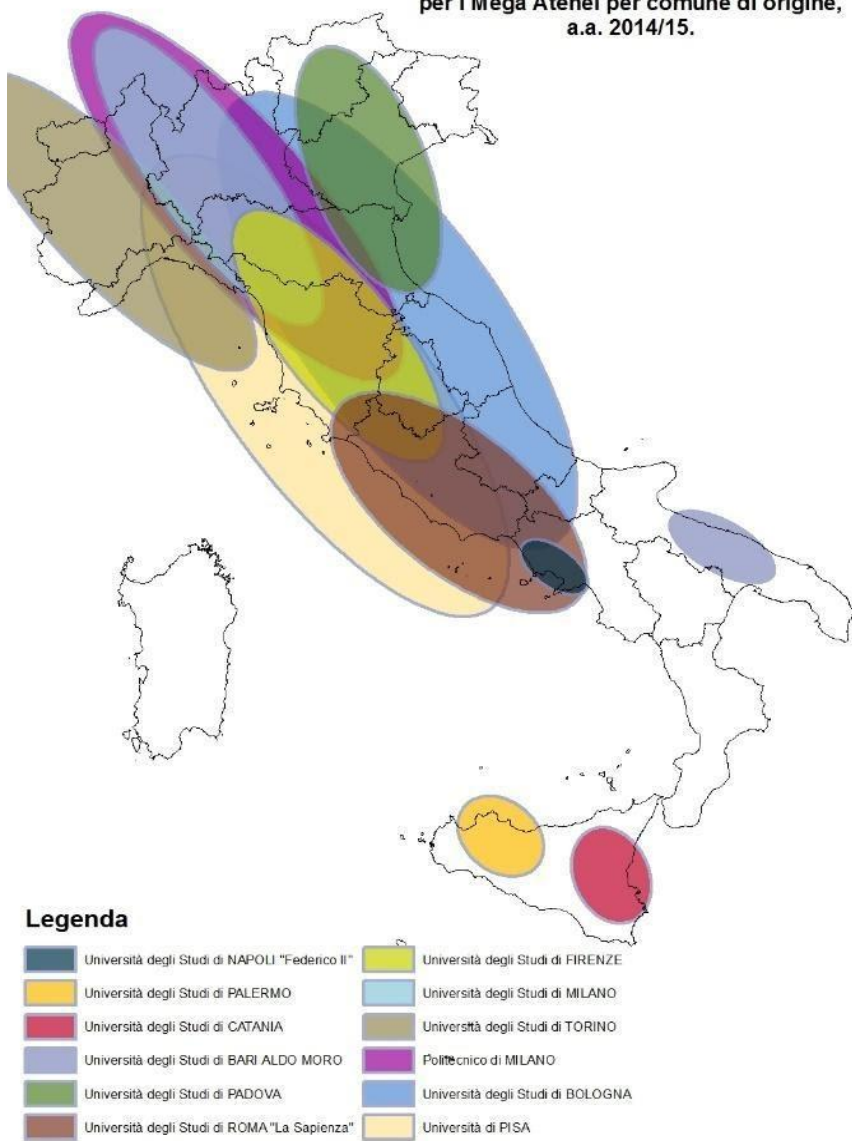 per i Mega Atenei per comune di origine,
a.a. 2014/15.
Legenda
Università degli Studi di NAPOLI "Federico II"
Università degli Studi di PALERMO
Università degli Studi di CATANIA
Università degli Studi di BARI ALDO MORO
Università degli Studi di PADOVA
Università degli Studi di ROMA "La Sapienza"
Università degli Studi di FIRENZE
Università degli Studi di MILANO
Università degli Studi di TORINO
Politecnico di MILANO
Università degli Studi di BOLOGNA
Università di PISA